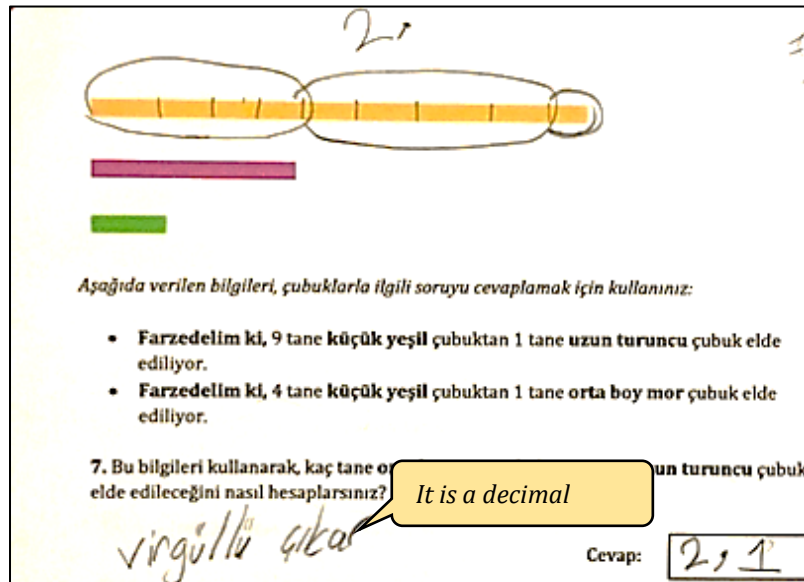 2,
Aşağıda verilen bilgileri, çubuklarla ilgili soruyu cevaplamak için kullanınız:
• Farzedelim ki, 9 tane küçük yeşil çubuktan 1 tane uzun turuncu çubuk elde
ediliyor.
• Farzedelim ki, 4 tane küçük yeşil çubuktan 1 tane orta boy mor çubuk elde
ediliyor.
7. Bu bilgileri kullanarak, kaç tane un turuncu çubuk
elde edileceğini nasıl hesaplarsınız?
It is a decimal
virgüllü çıkar
Cevap: 2,1